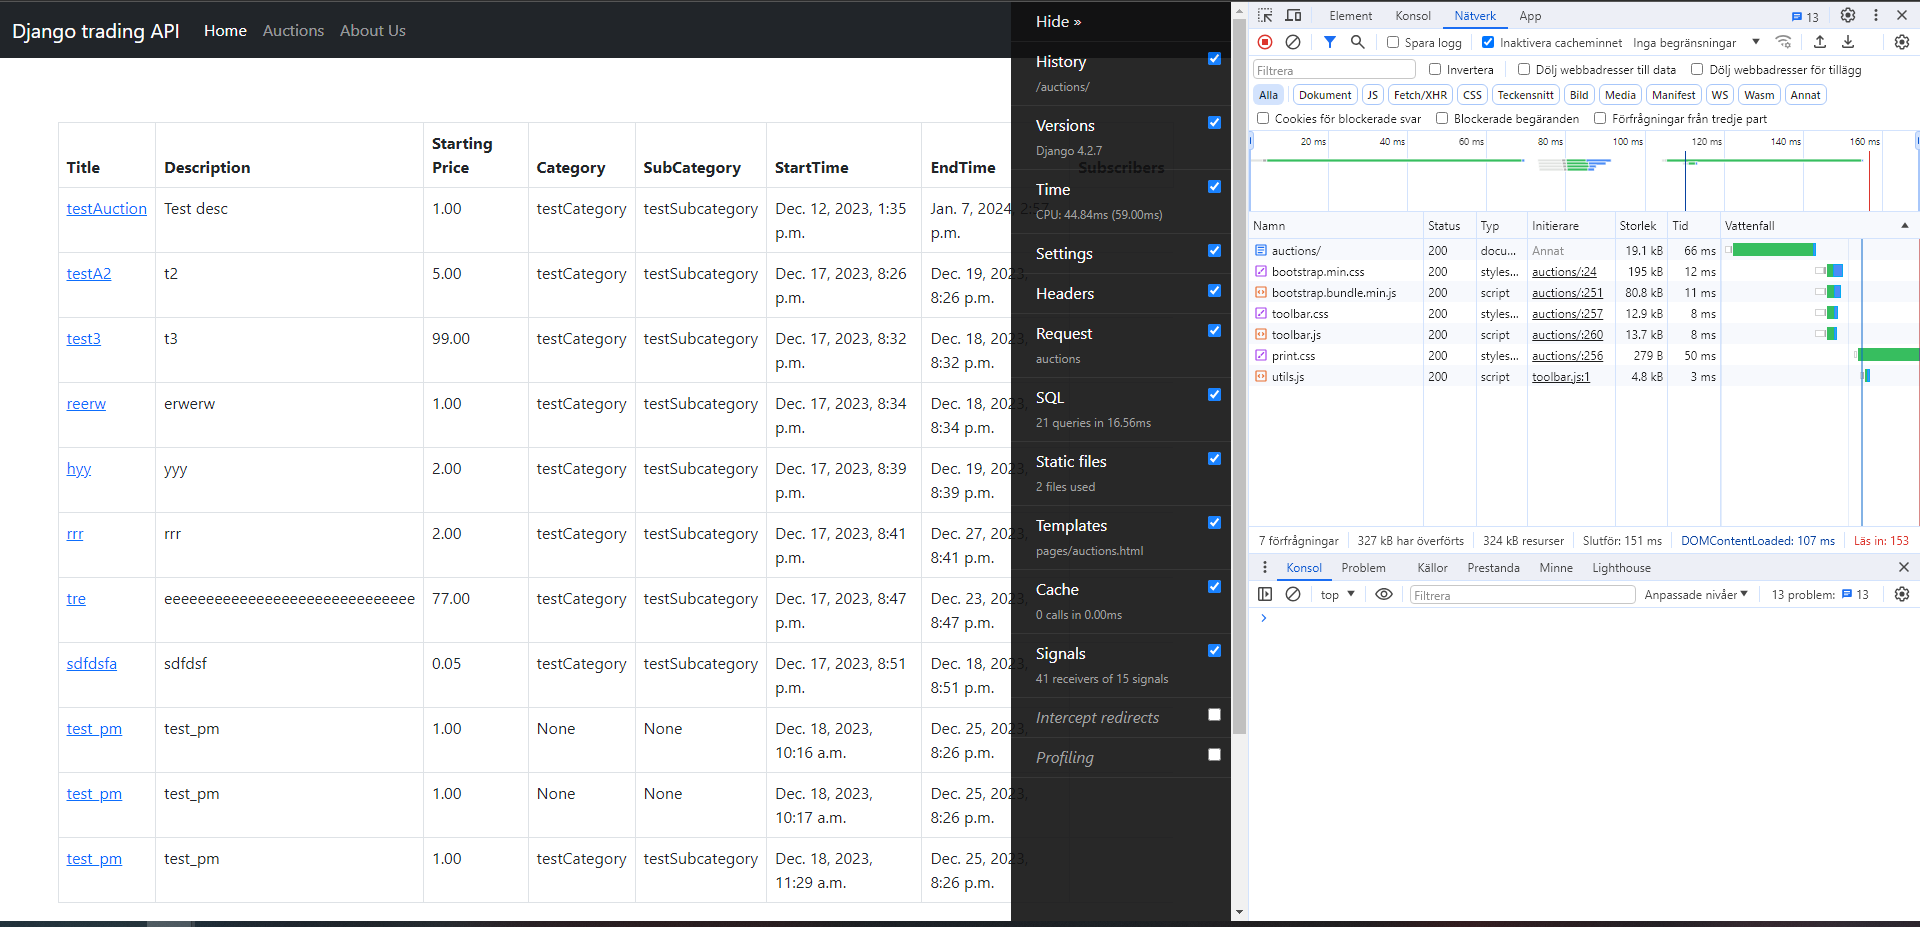 Django trading API Home Auctions About Us
Title Description Starting Price Category SubCategory StartTime EndTime Subscribers
testAuction Test desc 1.00 testCategory testSubcategory Dec. 12, 2023, 1:35 p.m. Jan. 7, 2024, 2:57 p.m.
testA2 t2 5.00 testCategory testSubcategory Dec. 17, 2023, 8:26 p.m. Dec. 19, 2023, 8:26 p.m.
test3 t3 99.00 testCategory testSubcategory Dec. 17, 2023, 8:32 p.m. Dec. 18, 2023, 8:32 p.m.
reerw erwerw 1.00 testCategory testSubcategory Dec. 17, 2023, 8:34 p.m. Dec. 18, 2023, 8:34 p.m.
hyy yyy 2.00 testCategory testSubcategory Dec. 17, 2023, 8:39 p.m. Dec. 19, 2023, 8:39 p.m.
rrr rrr 2.00 testCategory testSubcategory Dec. 17, 2023, 8:41 p.m. Dec. 27, 2023, 8:41 p.m.
tre eeeeeeeeeeeeeeeeeeeeeeeeeeeeee 77.00 testCategory testSubcategory Dec. 17, 2023, 8:47 p.m. Dec. 23, 2023, 8:47 p.m.
sdfdsfa sdfdsf 0.05 testCategory testSubcategory Dec. 17, 2023, 8:51 p.m. Dec. 18, 2023, 8:51 p.m.
test_pm test_pm 1.00 None None Dec. 18, 2023, 10:16 a.m. Dec. 25, 2023, 8:26 p.m.
test_pm test_pm 1.00 None None Dec. 18, 2023, 10:17 a.m. Dec. 25, 2023, 8:26 p.m.
test_pm test_pm 1.00 testCategory testSubcategory Dec. 18, 2023, 11:29 a.m. Dec. 25, 2023, 8:26 p.m.
Hide »
History
/auctions/
Versions
Django 4.2.7
Time
CPU: 44.84ms (59.00ms)
Settings
Headers
Request
auctions
SQL
21 queries in 16.56ms
Static files
2 files used
Templates
pages/auctions.html
Cache
0 calls in 0.00ms
Signals
41 receivers of 15 signals
Intercept redirects
Profiling
Element Konsol Nätverk App 13
Spara logg Inaktivera cacheminnet Inga begränsningar
Filtrera Invertera Dölj webbadresser till data Dölj webbadresser för tillägg
Alla Dokument JS Fetch/XHR CSS Teckensnitt Bild Media Manifest WS Wasm Annat
Cookies för blockerade svar Blockerade begäranden Förfrågningar från tredje part
20 ms 40 ms 60 ms 80 ms 100 ms 120 ms 140 ms 160 ms
Namn Status Typ Initierare Storlek Tid Vattenfall
auctions/ 200 docu... Annat 19.1 kB 66 ms
bootstrap.min.css 200 styles... auctions/:24 195 kB 12 ms
bootstrap.bundle.min.js 200 script auctions/:251 80.8 kB 11 ms
toolbar.css 200 styles... auctions/:257 12.9 kB 8 ms
toolbar.js 200 script auctions/:260 13.7 kB 8 ms
print.css 200 styles... auctions/:256 279 B 50 ms
utils.js 200 script toolbar.js:1 4.8 kB 3 ms
7 förfrågningar 327 kB har överförts 324 kB resurser Slutför: 151 ms DOMContentLoaded: 107 ms Läs in: 153
Konsol Problem Källor Prestanda Minne Lighthouse
top Filtrera Anpassade nivåer 13 problem: 13